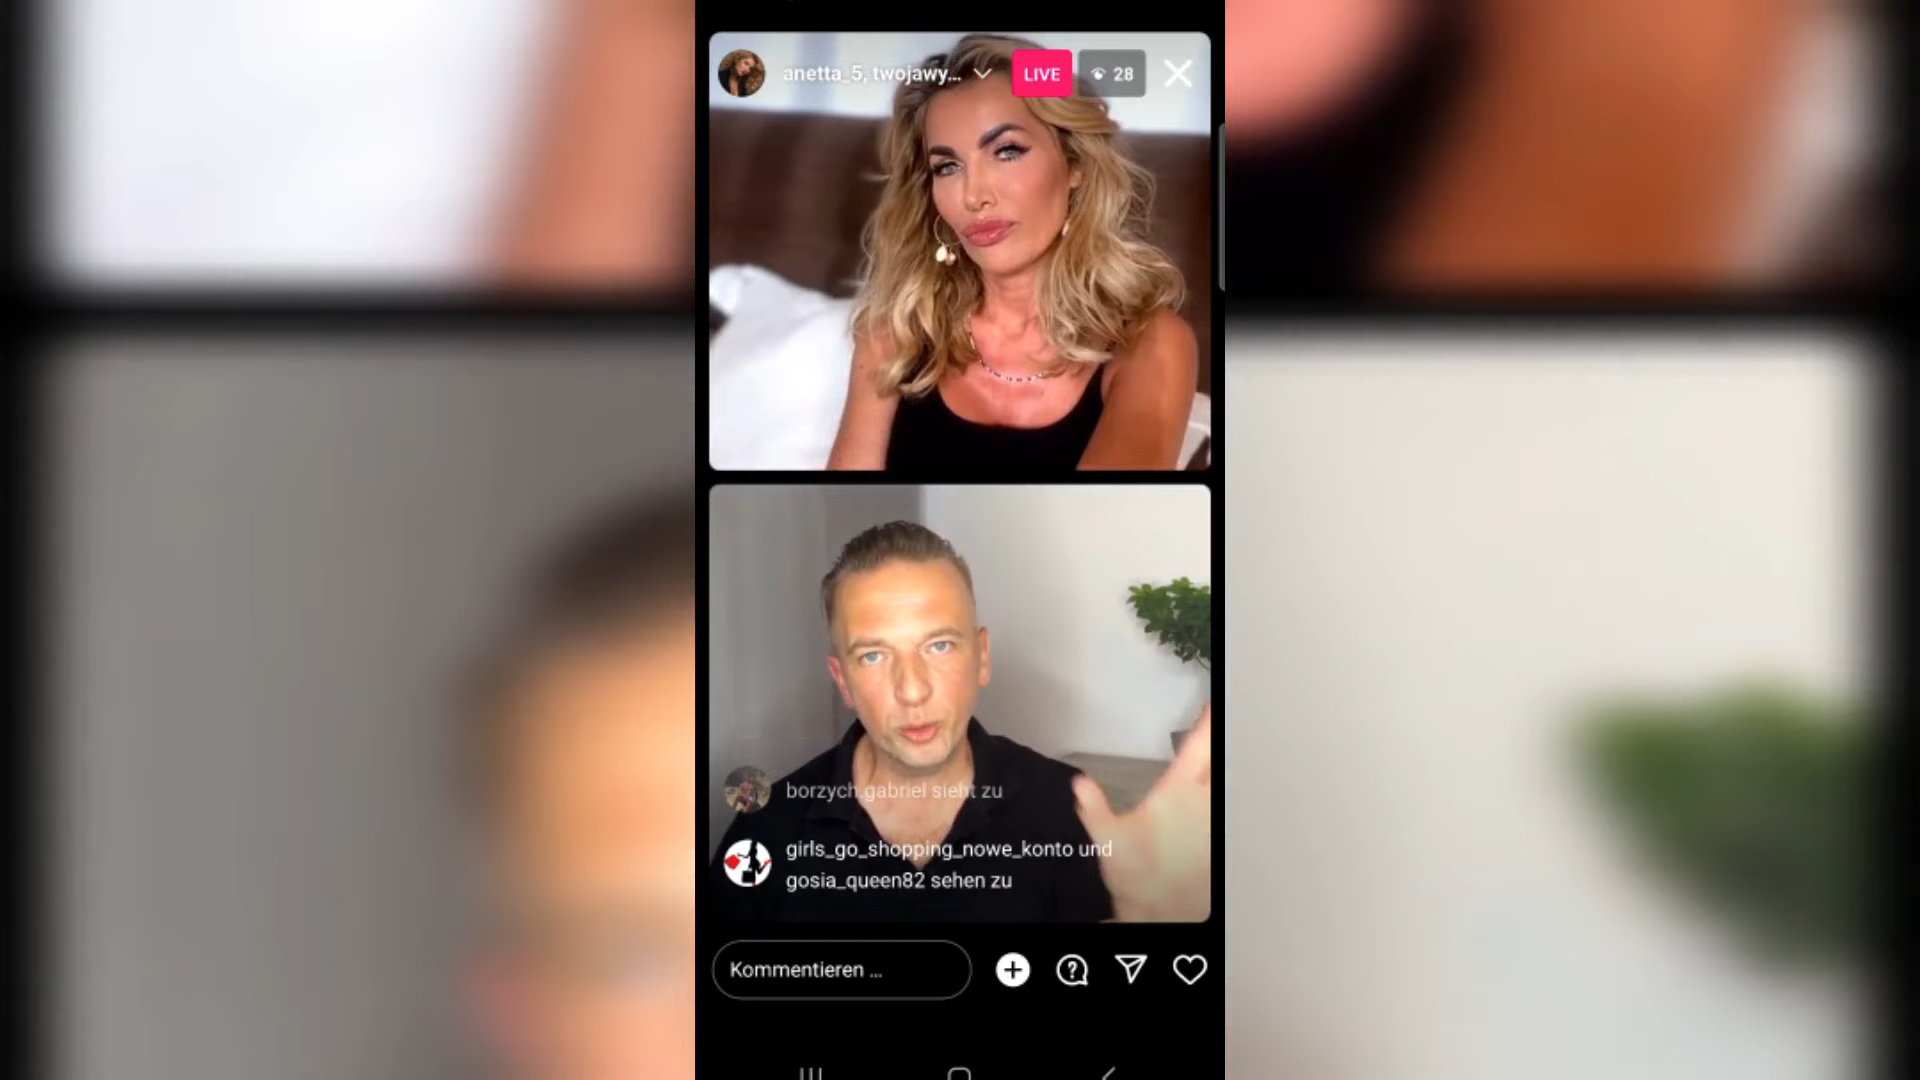 anetta_5, twojawy...
LIVE
28
borzych.gabriel sieht zu
girls_go_shopping_nowe_konto und
gosia_queen82 sehen zu
Kommentieren ...